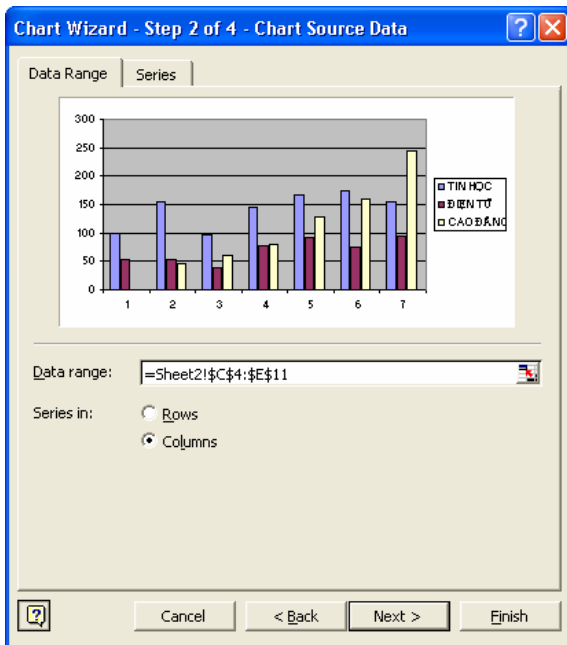 Chart Wizard - Step 2 of 4 - Chart Source Data
Data Range
Series
300
250
200
150
100
50
0
1 2 3 4 5 6 7
TIN HỌC
ĐIỆN TỬ
CAO ĐẲNG
Data range:
=Sheet2!$C$4:$E$11
Series in:
Rows
Columns
Cancel
< Back
Next >
Finish